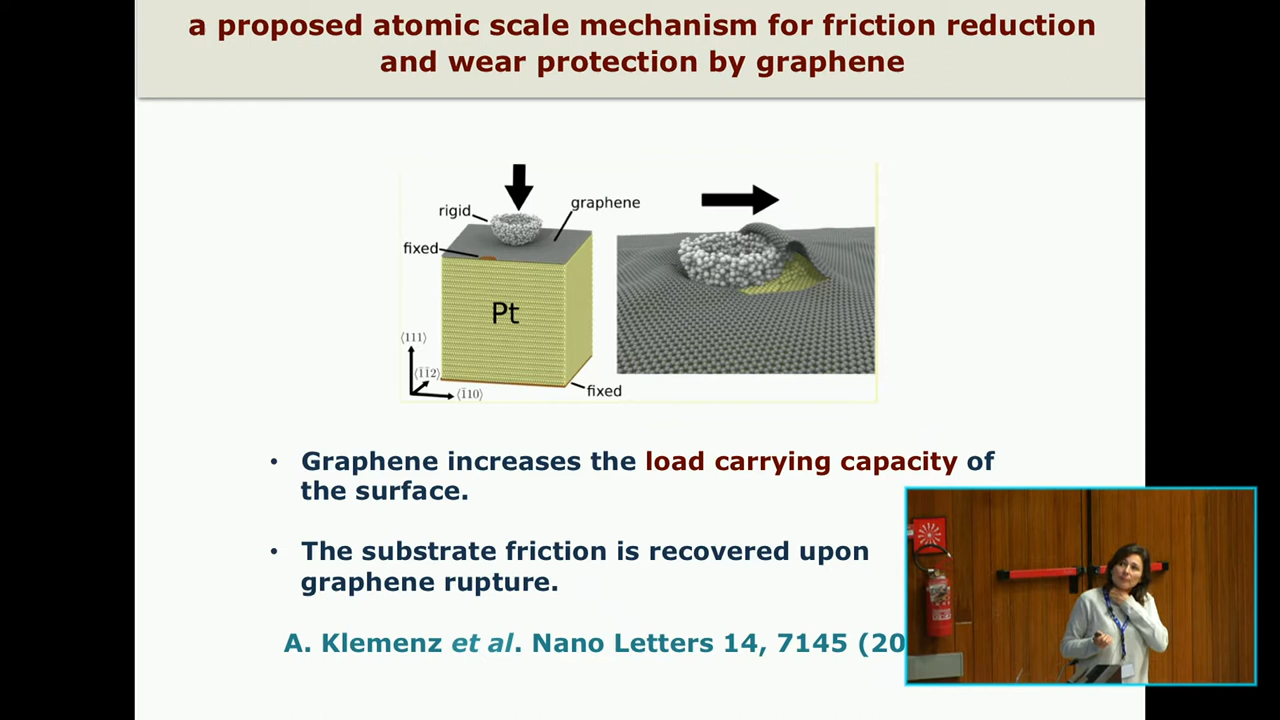 a proposed atomic scale mechanism for friction reduction
and wear protection by graphene
rigid
graphene
fixed
Pt
⟨111⟩
⟨1̄1̄2⟩
⟨1̄10⟩
fixed
• Graphene increases the load carrying capacity of
the surface.
• The substrate friction is recovered upon
graphene rupture.
A. Klemenz et al. Nano Letters 14, 7145 (20